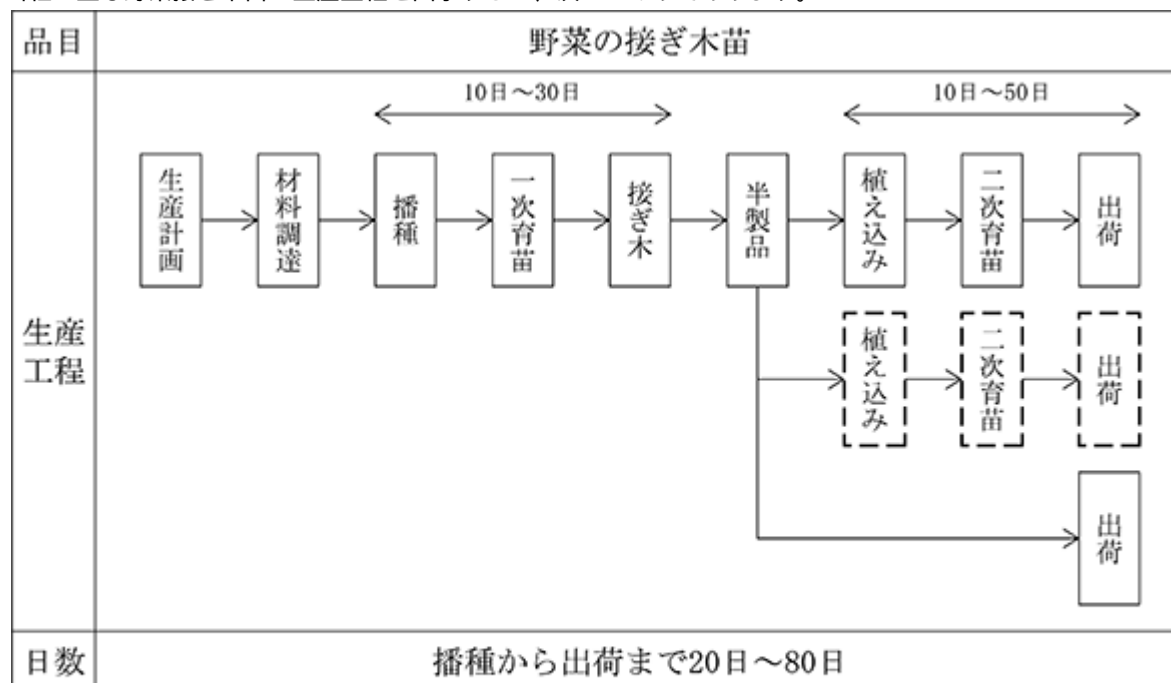 品目
野菜の接ぎ木苗
10日〜30日
10日〜50日
生産計画
材料調達
播種
一次育苗
接ぎ木
半製品
植え込み
二次育苗
出荷
生産
工程
植え込み
二次育苗
出荷
出荷
日数
播種から出荷まで20日〜80日